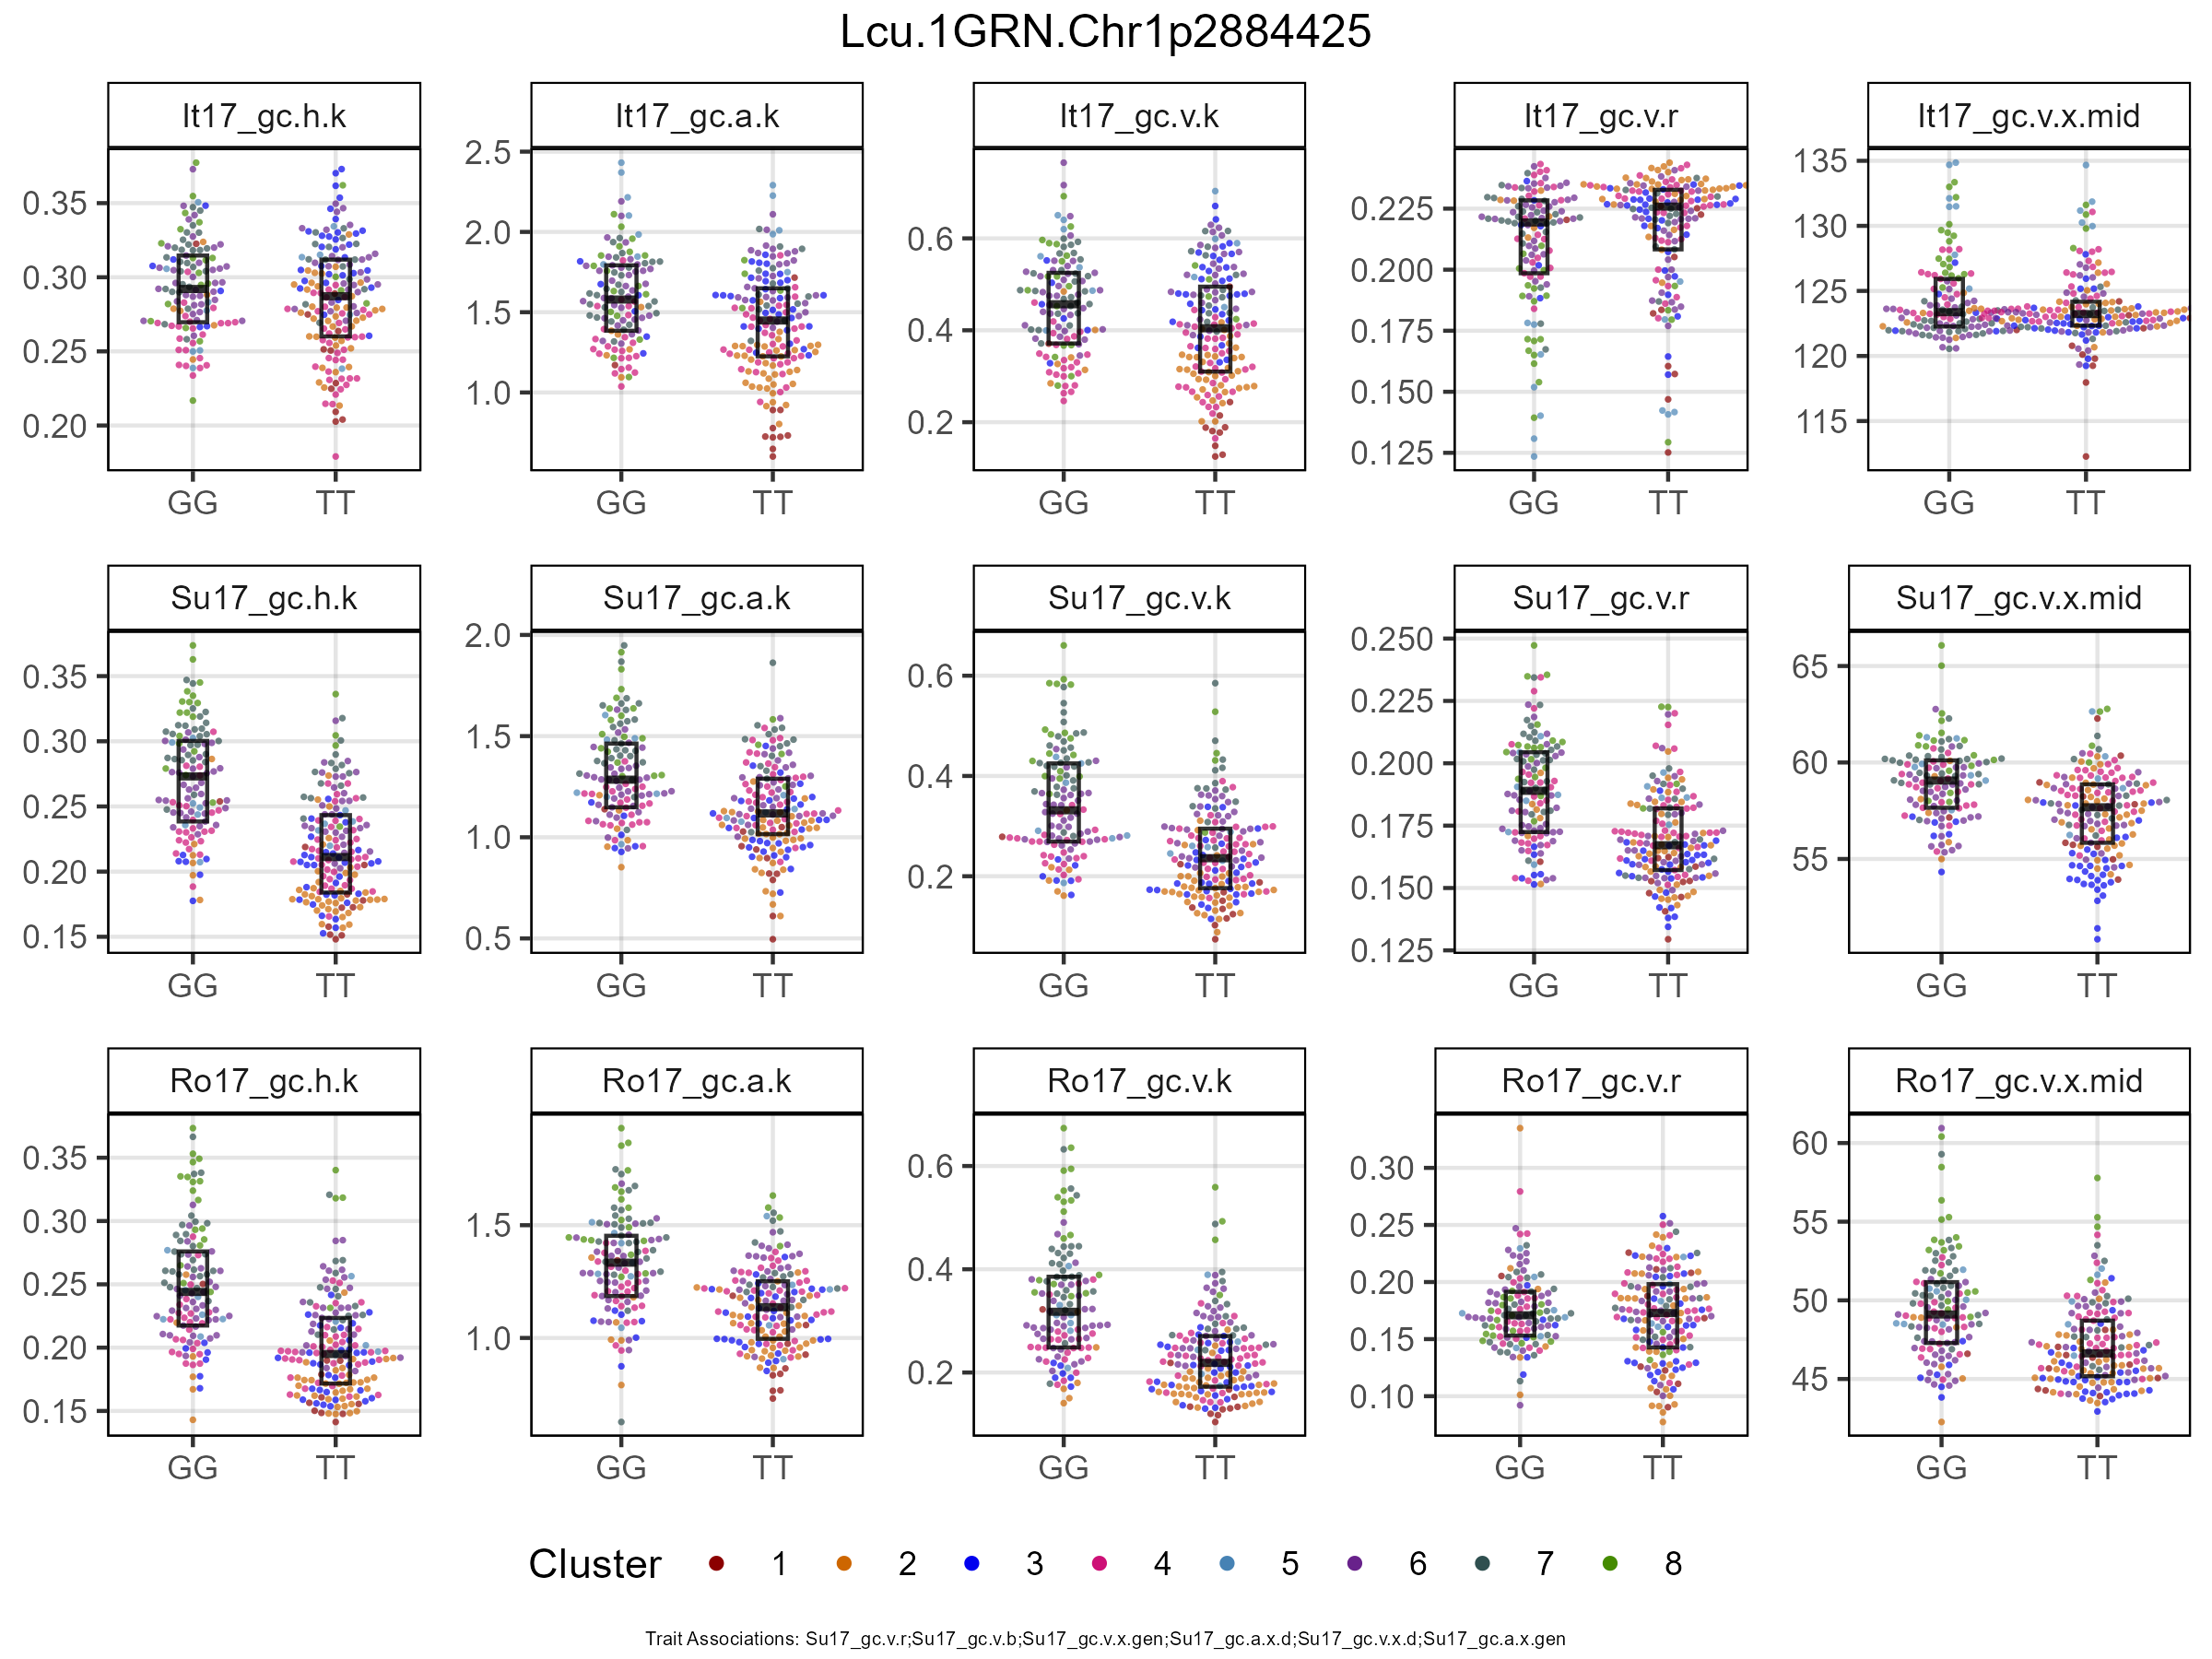 Lcu.1GRN.Chr1p2884425
It17_gc.h.k It17_gc.a.k It17_gc.v.k It17_gc.v.r It17_gc.v.x.mid
0.35 0.30 0.25 0.20
2.5 2.0 1.5 1.0
0.6 0.4 0.2
0.225 0.200 0.175 0.150 0.125
135 130 125 120 115
GG TT GG TT GG TT GG TT GG TT
Su17_gc.h.k Su17_gc.a.k Su17_gc.v.k Su17_gc.v.r Su17_gc.v.x.mid
0.35 0.30 0.25 0.20 0.15
2.0 1.5 1.0 0.5
0.6 0.4 0.2
0.250 0.225 0.200 0.175 0.150 0.125
65 60 55
GG TT GG TT GG TT GG TT GG TT
Ro17_gc.h.k Ro17_gc.a.k Ro17_gc.v.k Ro17_gc.v.r Ro17_gc.v.x.mid
0.35 0.30 0.25 0.20 0.15
1.5 1.0
0.6 0.4 0.2
0.30 0.25 0.20 0.15 0.10
60 55 50 45
GG TT GG TT GG TT GG TT GG TT
Cluster 1 2 3 4 5 6 7 8
Trait Associations: Su17_gc.v.r;Su17_gc.v.b;Su17_gc.v.x.gen;Su17_gc.a.x.d;Su17_gc.v.x.d;Su17_gc.a.x.gen